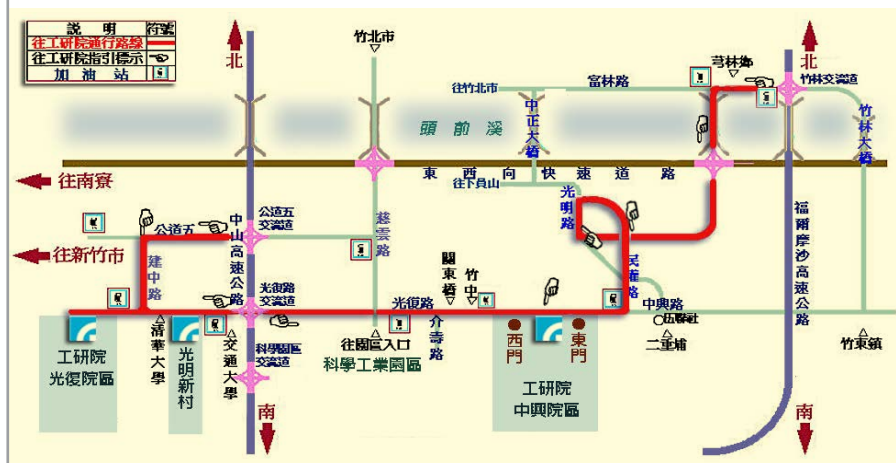 說明 符號
往工研院通行路線
往工研院指引標示
加油站
北
竹北市
北
芎林鄉
竹林交流道
富林路
往竹北市
中正大橋
頭前溪
竹林大橋
東西向快速道路
往南寮
往下員山
光明路
公道五
中山高速公路
公道五
交流道
慈雲路
福爾摩沙高速公路
往新竹市
建中路
關東橋
竹中
民權路
光復路
交流道
光復路
中興路
介壽路
清華大學
交通大學
往園區入口
科學工業園區
科學園區
交流道
西門
東門
二重埔
竹東鎮
工研院
光復院區
光明新村
工研院
中興院區
南
南